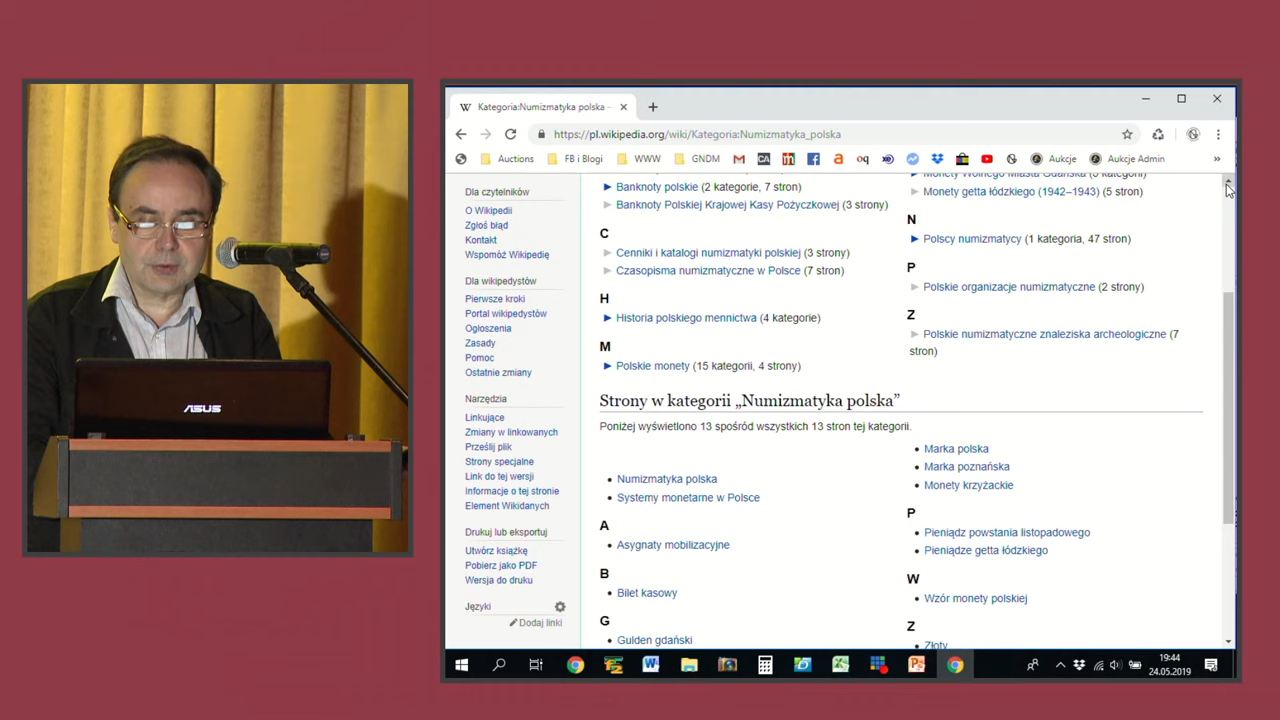 ASUS
Kategoria:Numizmatyka polska -
https://pl.wikipedia.org/wiki/Kategoria:Numizmatyka_polska
Auctions
FB i Blogi
WWW
GNDM
Aukcje
Aukcje Admin
»
Dla czytelników
O Wikipedii
Zgłoś błąd
Kontakt
Wspomóż Wikipedię
Dla wikipedystów
Pierwsze kroki
Portal wikipedystów
Ogłoszenia
Zasady
Pomoc
Ostatnie zmiany
Narzędzia
Linkujące
Zmiany w linkowanych
Prześlij plik
Strony specjalne
Link do tej wersji
Informacje o tej stronie
Element Wikidanych
Drukuj lub eksportuj
Utwórz książkę
Pobierz jako PDF
Wersja do druku
Języki
Dodaj linki
Banknoty polskie (2 kategorie, 7 stron)
Banknoty Polskiej Krajowej Kasy Pożyczkowej (3 strony)
C
Cenniki i katalogi numizmatyki polskiej (3 strony)
Czasopisma numizmatyczne w Polsce (7 stron)
H
Historia polskiego mennictwa (4 kategorie)
M
Polskie monety (15 kategorii, 4 strony)
Monety Wolnego Miasta Gdańska (3 kategorii)
Monety getta łódzkiego (1942–1943) (5 stron)
N
Polscy numizmatycy (1 kategoria, 47 stron)
P
Polskie organizacje numizmatyczne (2 strony)
Z
Polskie numizmatyczne znaleziska archeologiczne (7
stron)
Strony w kategorii „Numizmatyka polska”
Poniżej wyświetlono 13 spośród wszystkich 13 stron tej kategorii.
Numizmatyka polska
Systemy monetarne w Polsce
A
Asygnaty mobilizacyjne
B
Bilet kasowy
G
Gulden gdański
Marka polska
Marka poznańska
Monety krzyżackie
P
Pieniądz powstania listopadowego
Pieniądze getta łódzkiego
W
Wzór monety polskiej
Z
Złoty
19:44
24.05.2019